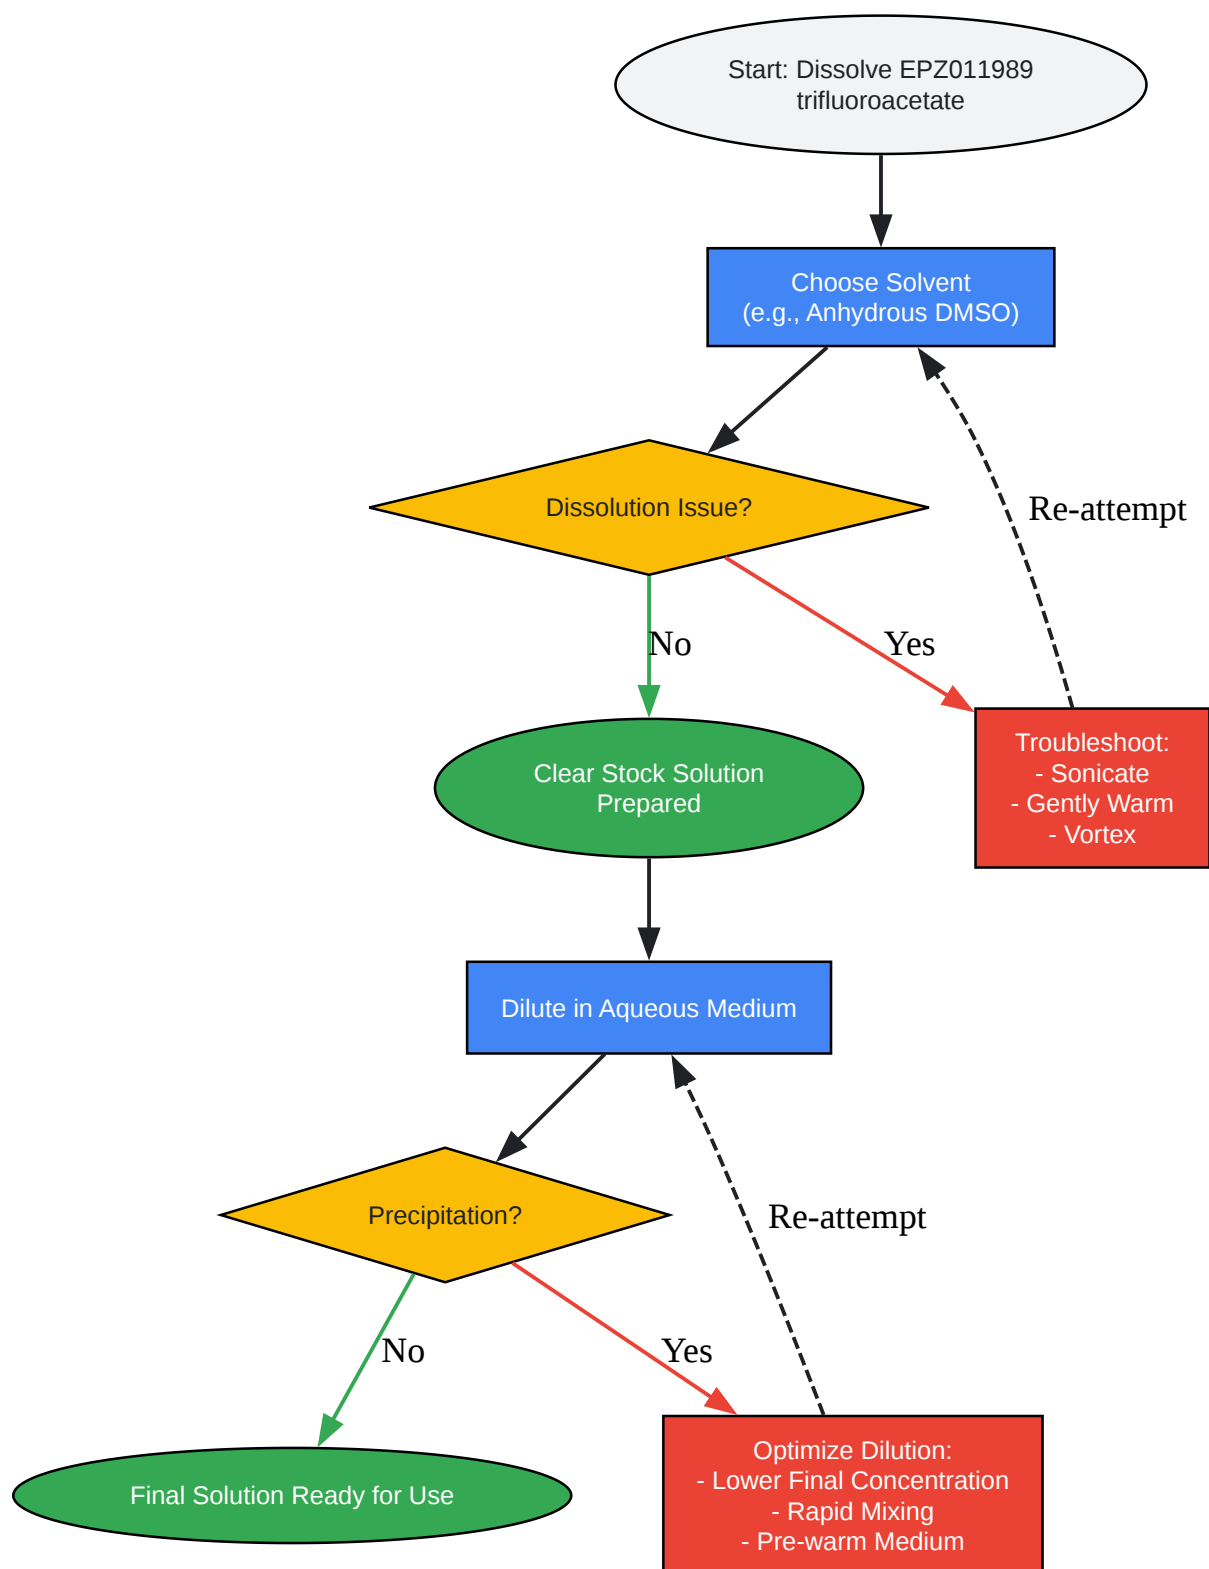 Start: Dissolve EPZ011989
trifluoroacetate
Choose Solvent
(e.g., Anhydrous DMSO)
Dissolution Issue?
Re-attempt
No
Yes
Troubleshoot:
- Sonicate
- Gently Warm
- Vortex
Clear Stock Solution
Prepared
Dilute in Aqueous Medium
Precipitation?
Re-attempt
No
Yes
Optimize Dilution:
- Lower Final Concentration
- Rapid Mixing
- Pre-warm Medium
Final Solution Ready for Use